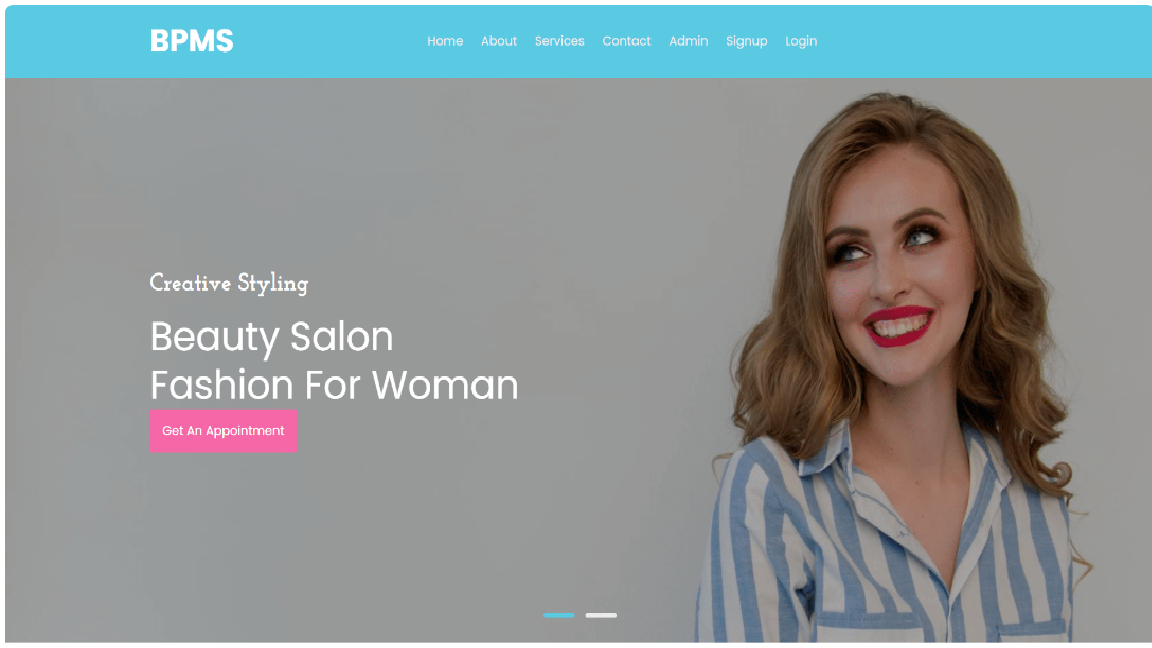 BPMS
Home About Services Contact Admin Signup Login
Creative Styling
Beauty Salon
Fashion For Woman
Get An Appointment